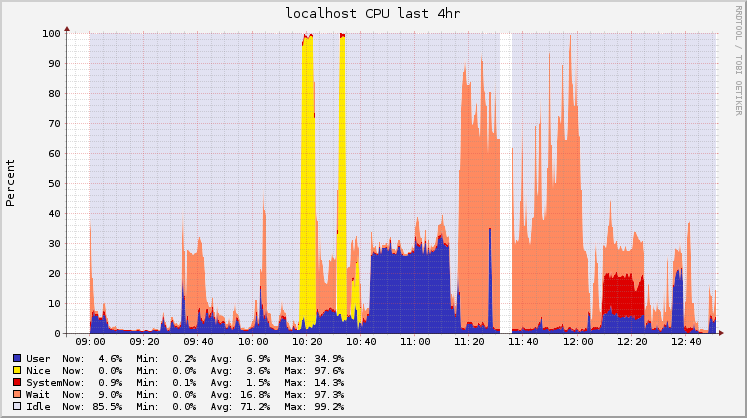 localhost CPU last 4hr
RRDTOOL / TOBI OETIKER
Percent
100
90
80
70
60
50
40
30
20
10
0
09:00 09:20 09:40 10:00 10:20 10:40 11:00 11:20 11:40 12:00 12:20 12:40
User Now: 4.6% Min: 0.2% Avg: 6.9% Max: 34.9%
Nice Now: 0.0% Min: 0.0% Avg: 3.6% Max: 97.6%
SystemNow: 0.9% Min: 0.1% Avg: 1.5% Max: 14.3%
Wait Now: 9.0% Min: 0.0% Avg: 16.8% Max: 97.3%
Idle Now: 85.5% Min: 0.0% Avg: 71.2% Max: 99.2%